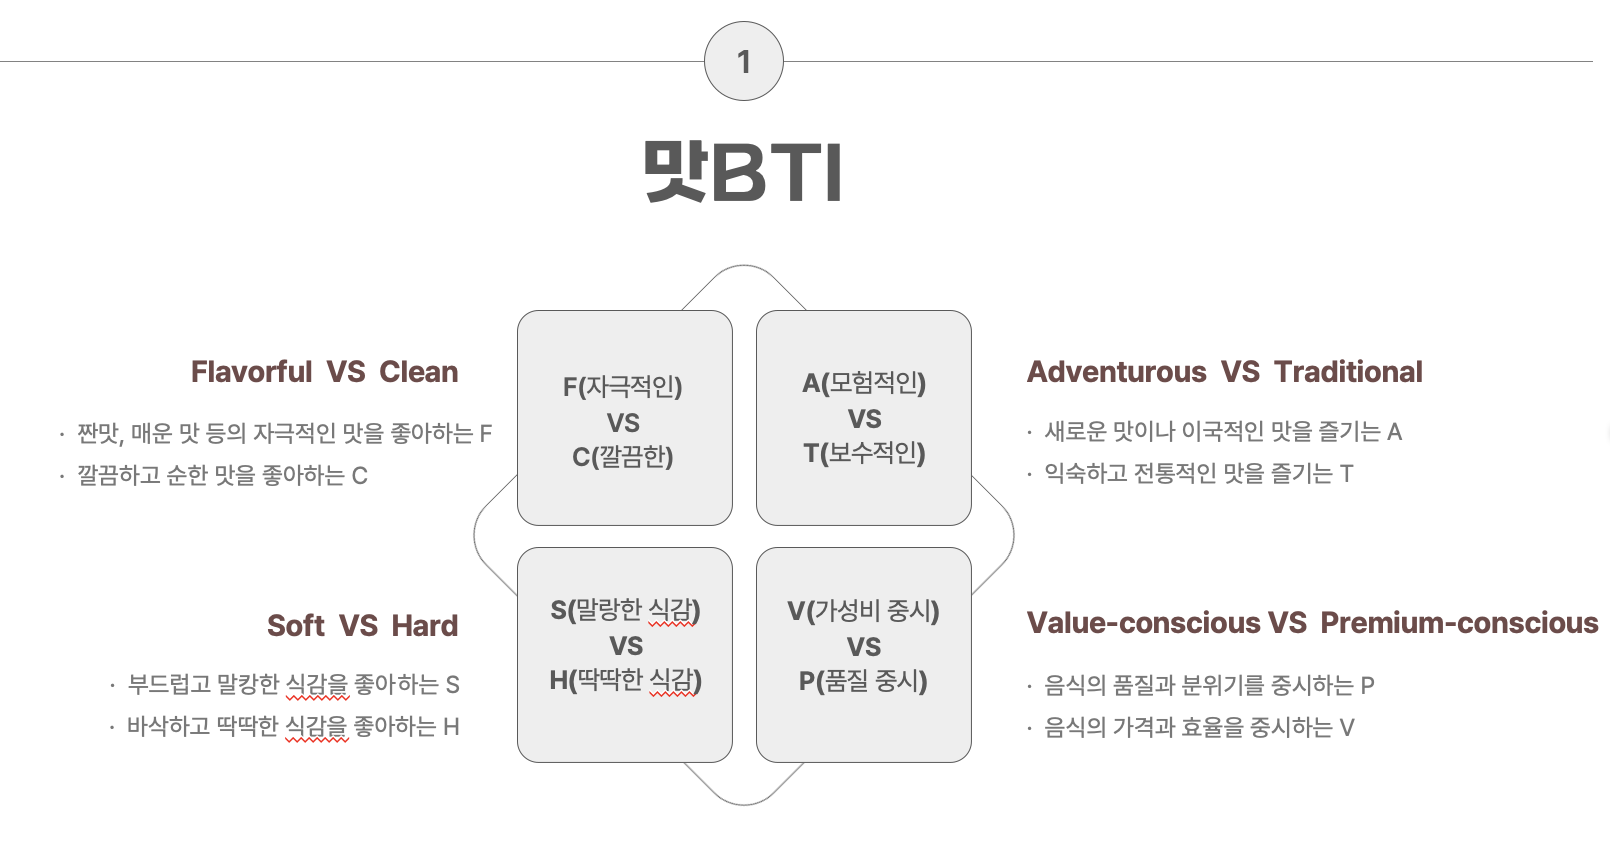 1
맛BTI
Flavorful VS Clean
· 짠맛, 매운 맛 등의 자극적인 맛을 좋아하는 F
· 깔끔하고 순한 맛을 좋아하는 C
F(자극적인)
VS
C(깔끔한)
A(모험적인)
VS
T(보수적인)
Adventurous VS Traditional
· 새로운 맛이나 이국적인 맛을 즐기는 A
· 익숙하고 전통적인 맛을 즐기는 T
Soft VS Hard
· 부드럽고 말캉한 식감을 좋아하는 S
· 바삭하고 딱딱한 식감을 좋아하는 H
S(말랑한 식감)
VS
H(딱딱한 식감)
V(가성비 중시)
VS
P(품질 중시)
Value-conscious VS Premium-conscious
· 음식의 품질과 분위기를 중시하는 P
· 음식의 가격과 효율을 중시하는 V